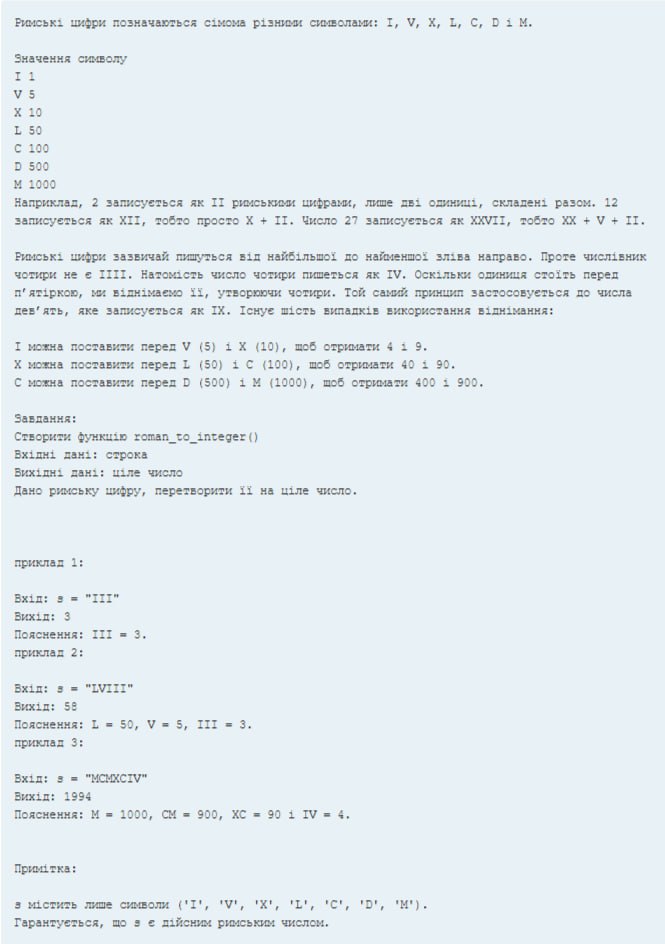 Римські цифри позначаються сімома різними символами: I, V, X, L, C, D і M.
Значення символу
I 1
V 5
X 10
L 50
C 100
D 500
M 1000
Наприклад, 2 записується як II римськими цифрами, лише дві одиниці, складені разом. 12
записується як XII, тобто просто X + II. Число 27 записується як XXVII, тобто XX + V + II.
Римські цифри зазвичай пишуться від найбільшої до найменшої зліва направо. Проте числівник
чотири не є IIII. Натомість число чотири пишеться як IV. Оскільки одиниця стоїть перед
п’ятіркою, ми віднімаємо її, утворюючи чотири. Той самий принцип застосовується до числа
дев’ять, яке записується як IX. Існує шість випадків використання віднімання:
I можна поставити перед V (5) і X (10), щоб отримати 4 і 9.
X можна поставити перед L (50) і C (100), щоб отримати 40 і 90.
C можна поставити перед D (500) і M (1000), щоб отримати 400 і 900.
Завдання:
Створити функцію roman_to_integer()
Вхідні дані: строка
Вихідні дані: ціле число
Дано римську цифру, перетворити її на ціле число.
приклад 1:
Вхід: s = "III"
Вихід: 3
Пояснення: III = 3.
приклад 2:
Вхід: s = "LVIII"
Вихід: 58
Пояснення: L = 50, V = 5, III = 3.
приклад 3:
Вхід: s = "MCMXCIV"
Вихід: 1994
Пояснення: M = 1000, CM = 900, XC = 90 і IV = 4.
Примітка:
s містить лише символи ('I', 'V', 'X', 'L', 'C', 'D', 'M').
Гарантується, що s є дійсним римським числом.